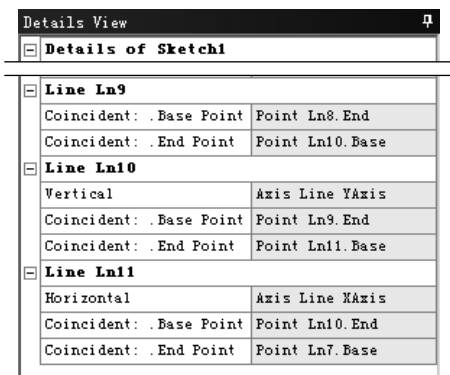 Details View
Details of Sketch1
Line Ln9
Coincident: .Base Point Point Ln8.End
Coincident: .End Point Point Ln10.Base
Line Ln10
Vertical Axis Line YAxis
Coincident: .Base Point Point Ln9.End
Coincident: .End Point Point Ln11.Base
Line Ln11
Horizontal Axis Line XAxis
Coincident: .Base Point Point Ln10.End
Coincident: .End Point Point Ln7.Base